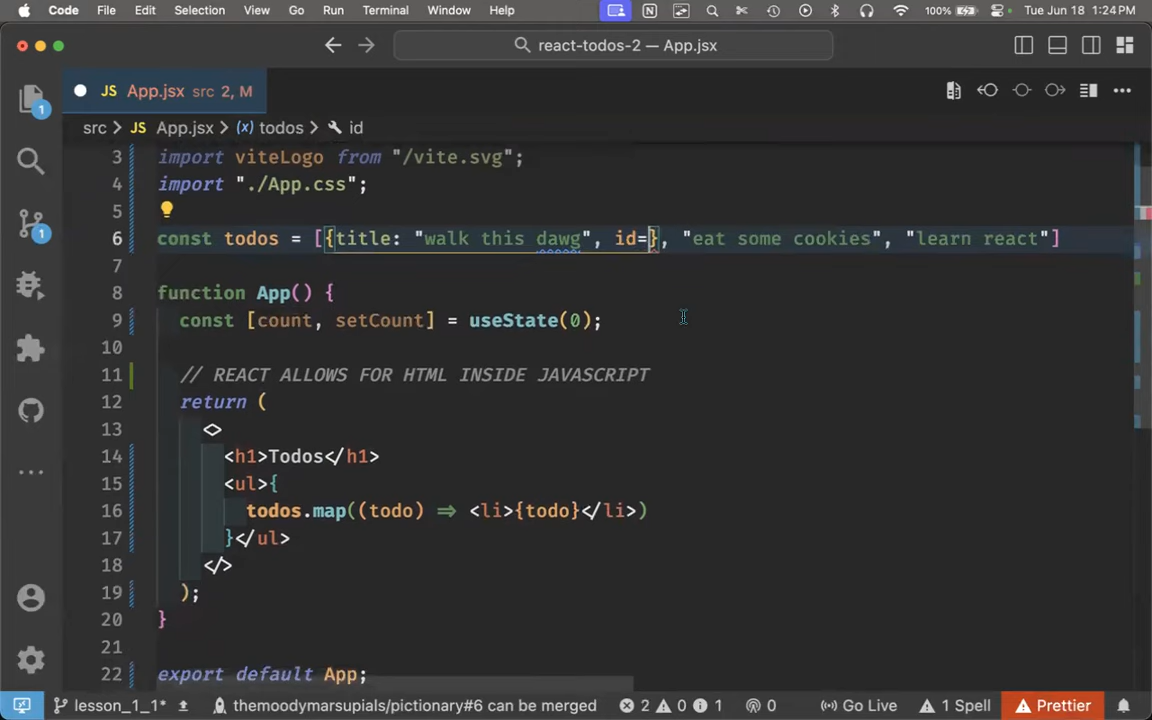 Code File Edit Selection View Go Run Terminal Window Help 100% Tue Jun 18 1:24 PM
react-todos-2 — App.jsx
JS App.jsx src 2, M
src > JS App.jsx > (x) todos > id
3 import viteLogo from "/vite.svg";
4 import "./App.css";
5
6 const todos = [{title: "walk this dawg", id=}, "eat some cookies", "learn react"]
7
8 function App() {
9 const [count, setCount] = useState(0);
10
11 // REACT ALLOWS FOR HTML INSIDE JAVASCRIPT
12 return (
13 <>
14 <h1>Todos</h1>
15 <ul>{
16 todos.map((todo) => <li>{todo}</li>)
17 }</ul>
18 </>
19 );
20 }
21
22 export default App;
1
1
lesson_1_1* themoodymarsupials/pictionary#6 can be merged 2 0 1 0 Go Live 1 Spell Prettier